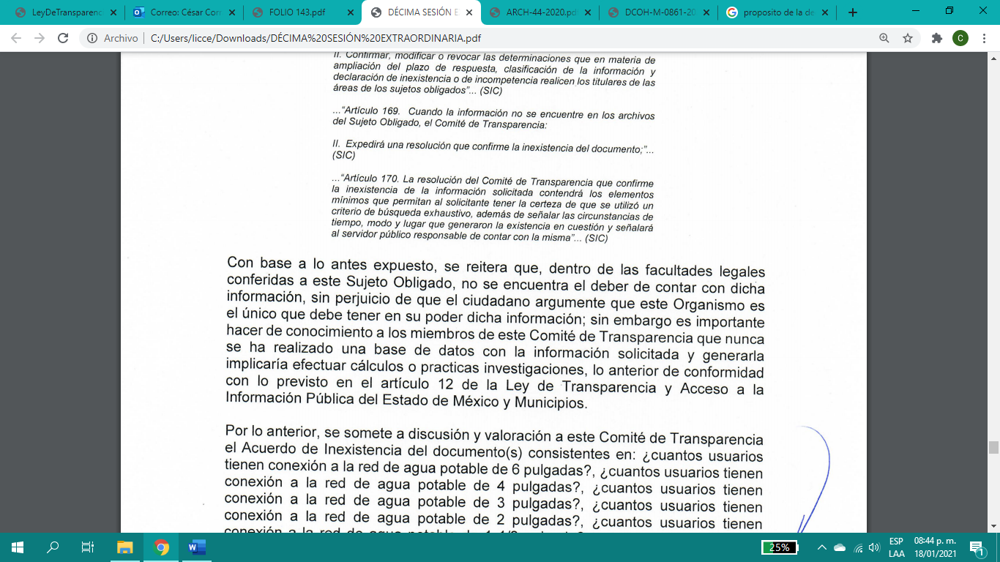 LeyDeTransparenc
Correo: César Con
FOLIO 143.pdf
DÉCIMA SESIÓN E
ARCH-44-2020.pd
DCOH-M-0861-20
proposito de la de
Archivo
C:/Users/licce/Downloads/DÉCIMA%20SESIÓN%20EXTRAORDINARIA.pdf
C
II. Confirmar, modificar o revocar las determinaciones que en materia de
ampliación del plazo de respuesta, clasificación de la información y
declaración de inexistencia o de incompetencia realicen los titulares de las
áreas de los sujetos obligados"... (SIC)
..."Artículo 169. Cuando la información no se encuentre en los archivos
del Sujeto Obligado, el Comité de Transparencia:
II. Expedirá una resolución que confirme la inexistencia del documento;"...
(SIC)
..."Artículo 170. La resolución del Comité de Transparencia que confirme
la inexistencia de la información solicitada contendrá los elementos
mínimos que permitan al solicitante tener la certeza de que se utilizó un
criterio de búsqueda exhaustivo, además de señalar las circunstancias de
tiempo, modo y lugar que generaron la existencia en cuestión y señalará
al servidor público responsable de contar con la misma"... (SIC)
Con base a lo antes expuesto, se reitera que, dentro de las facultades legales
conferidas a este Sujeto Obligado, no se encuentra el deber de contar con dicha
información, sin perjuicio de que el ciudadano argumente que este Organismo es
el único que debe tener en su poder dicha información; sin embargo es importante
hacer de conocimiento a los miembros de este Comité de Transparencia que nunca
se ha realizado una base de datos con la información solicitada y generarla
implicaría efectuar cálculos o practicas investigaciones, lo anterior de conformidad
con lo previsto en el artículo 12 de la Ley de Transparencia y Acceso a la
Información Pública del Estado de México y Municipios.
Por lo anterior, se somete a discusión y valoración a este Comité de Transparencia
el Acuerdo de Inexistencia del documento(s) consistentes en: ¿cuantos usuarios
tienen conexión a la red de agua potable de 6 pulgadas?, ¿cuantos usuarios tienen
conexión a la red de agua potable de 4 pulgadas?, ¿cuantos usuarios tienen
conexión a la red de agua potable de 3 pulgadas?, ¿cuantos usuarios tienen
conexión a la red de agua potable de 2 pulgadas?, ¿cuantos usuarios tienen
conexión a la red de agua potable de 1 1/2
25%
ESP
LAA
08:44 p. m.
18/01/2021
1